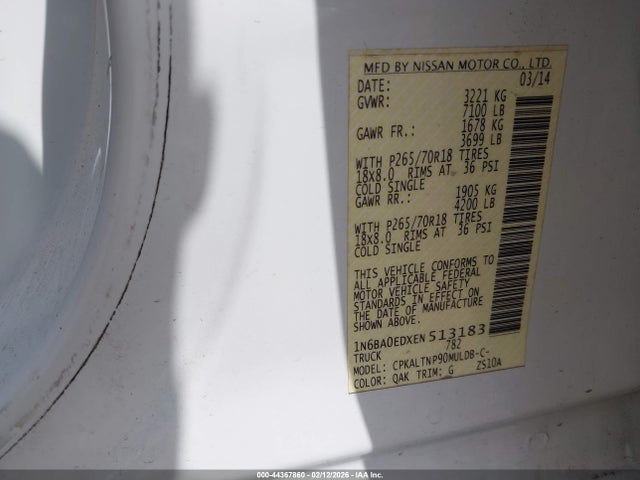 MFD BY NISSAN MOTOR CO., LTD.
DATE: 03/14
GVWR: 3221 KG
7100 LB
GAWR FR.: 1678 KG
3699 LB
WITH P265/70R18 TIRES
18X8.0 RIMS AT 36 PSI
COLD SINGLE
GAWR RR.: 1905 KG
4200 LB
WITH P265/70R18 TIRES
18X8.0 RIMS AT 36 PSI
COLD SINGLE
THIS VEHICLE CONFORMS TO
ALL APPLICABLE FEDERAL
MOTOR VEHICLE SAFETY
STANDARDS IN EFFECT ON
THE DATE OF MANUFACTURE
SHOWN ABOVE.
1N6BA0EDXEN513183
TRUCK 782
MODEL: CPKALTNP90MULDB-C-
COLOR: QAK TRIM: G ZS10A
000-44367860 - 02/12/2026 - IAA Inc.